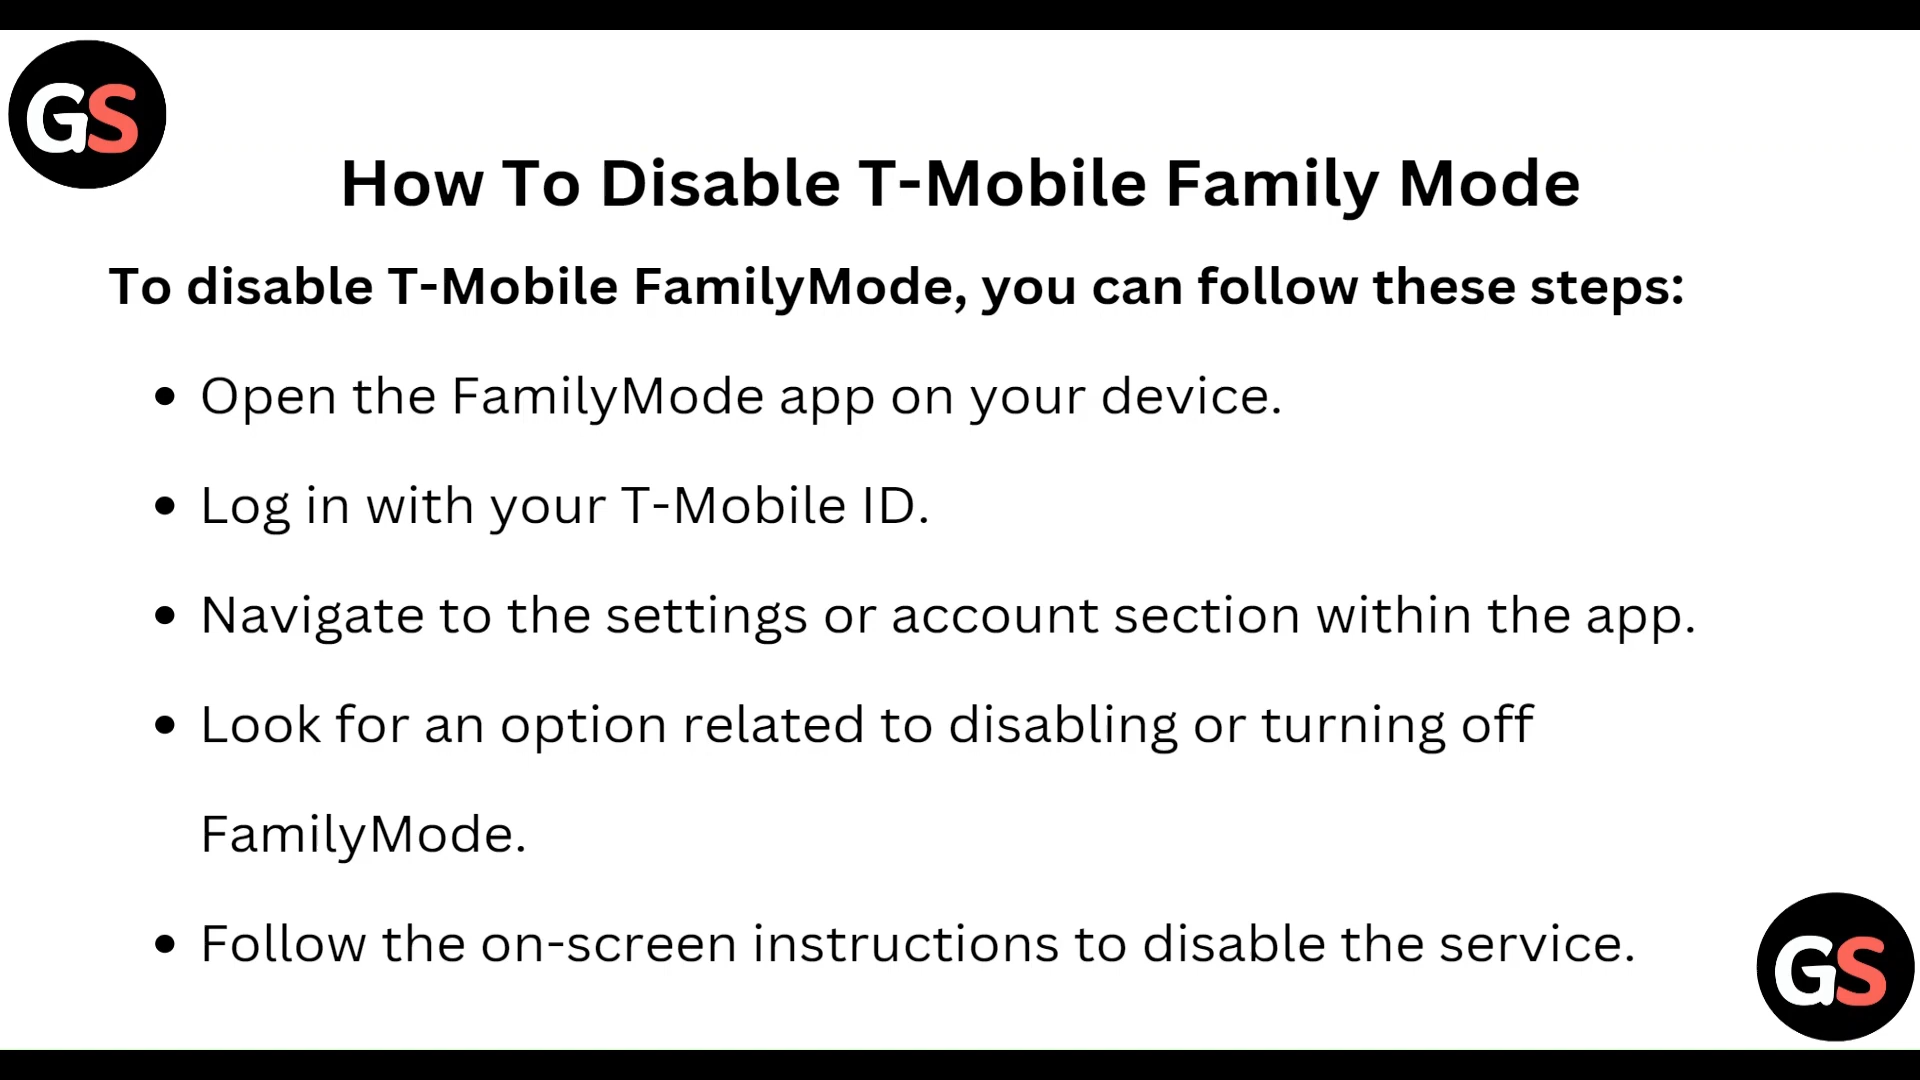 GS
How To Disable T-Mobile Family Mode
To disable T-Mobile FamilyMode, you can follow these steps:
• Open the FamilyMode app on your device.
• Log in with your T-Mobile ID.
• Navigate to the settings or account section within the app.
• Look for an option related to disabling or turning off
FamilyMode.
• Follow the on-screen instructions to disable the service.
GS